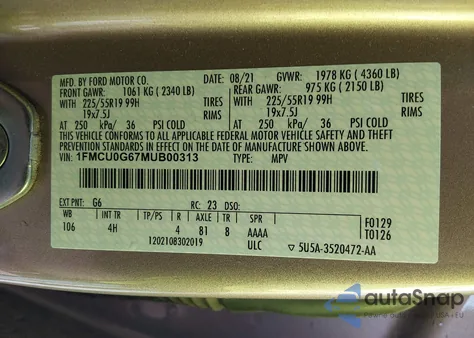 MFD. BY FORD MOTOR CO. 08/21 GVWR: 1978 KG (4360 LB)
FRONT GAWR: 1061 KG (2340 LB) REAR GAWR: 975 KG (2150 LB)
WITH 225/55R19 99H TIRES WITH 225/55R19 99H TIRES
19x7.5J RIMS 19x7.5J RIMS
AT 250 kPa/ 36 PSI COLD AT 250 kPa/ 36 PSI COLD
THIS VEHICLE CONFORMS TO ALL APPLICABLE FEDERAL MOTOR VEHICLE SAFETY AND THEFT
PREVENTION STANDARDS IN EFFECT ON THE DATE OF MANUFACTURE SHOWN ABOVE.
VIN: 1FMCU0G67MUB00313 TYPE: MPV
EXT PNT: G6 RC: 23 DSO:
WB INT TR TP/PS R AXLE TR SPR F0129
106 4H 4 81 8 AAAA T0126
1202108302019 ULC 5U5A-3520472-AA
autoSnap